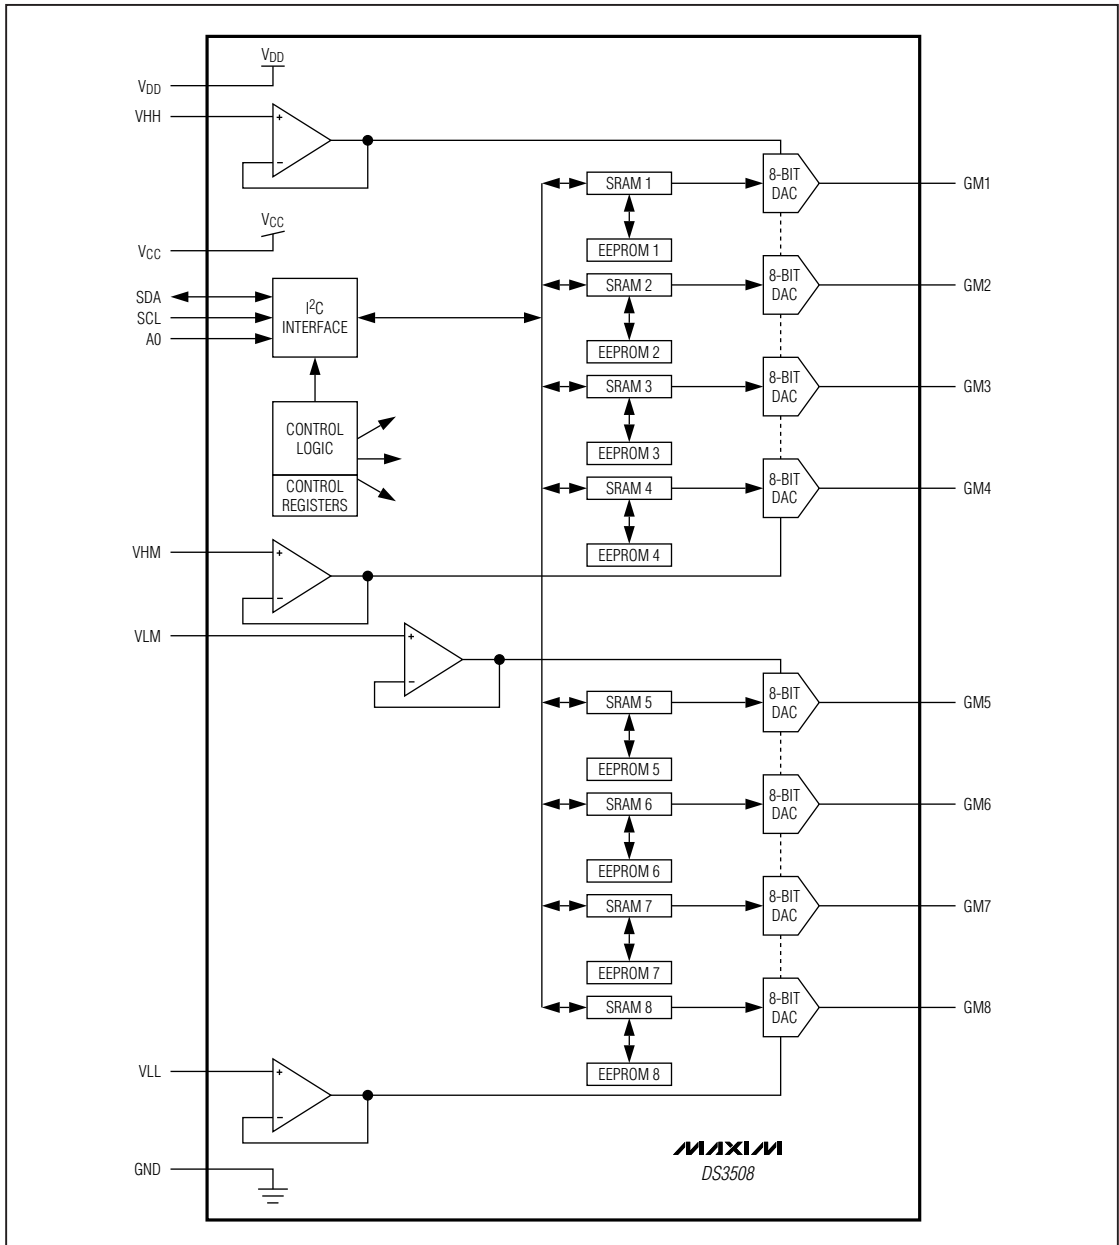 VDD
VDD
VHH
+
−
8-BIT
DAC
GM1
SRAM 1
EEPROM 1
VCC
VCC
SDA
SCL
A0
I2C
INTERFACE
SRAM 2
8-BIT
DAC
GM2
EEPROM 2
SRAM 3
8-BIT
DAC
GM3
EEPROM 3
CONTROL
LOGIC
CONTROL
REGISTERS
SRAM 4
8-BIT
DAC
GM4
EEPROM 4
VHM
+
−
VLM
+
−
SRAM 5
8-BIT
DAC
GM5
EEPROM 5
SRAM 6
8-BIT
DAC
GM6
EEPROM 6
SRAM 7
8-BIT
DAC
GM7
EEPROM 7
SRAM 8
8-BIT
DAC
GM8
EEPROM 8
VLL
+
−
MAXIM
DS3508
GND